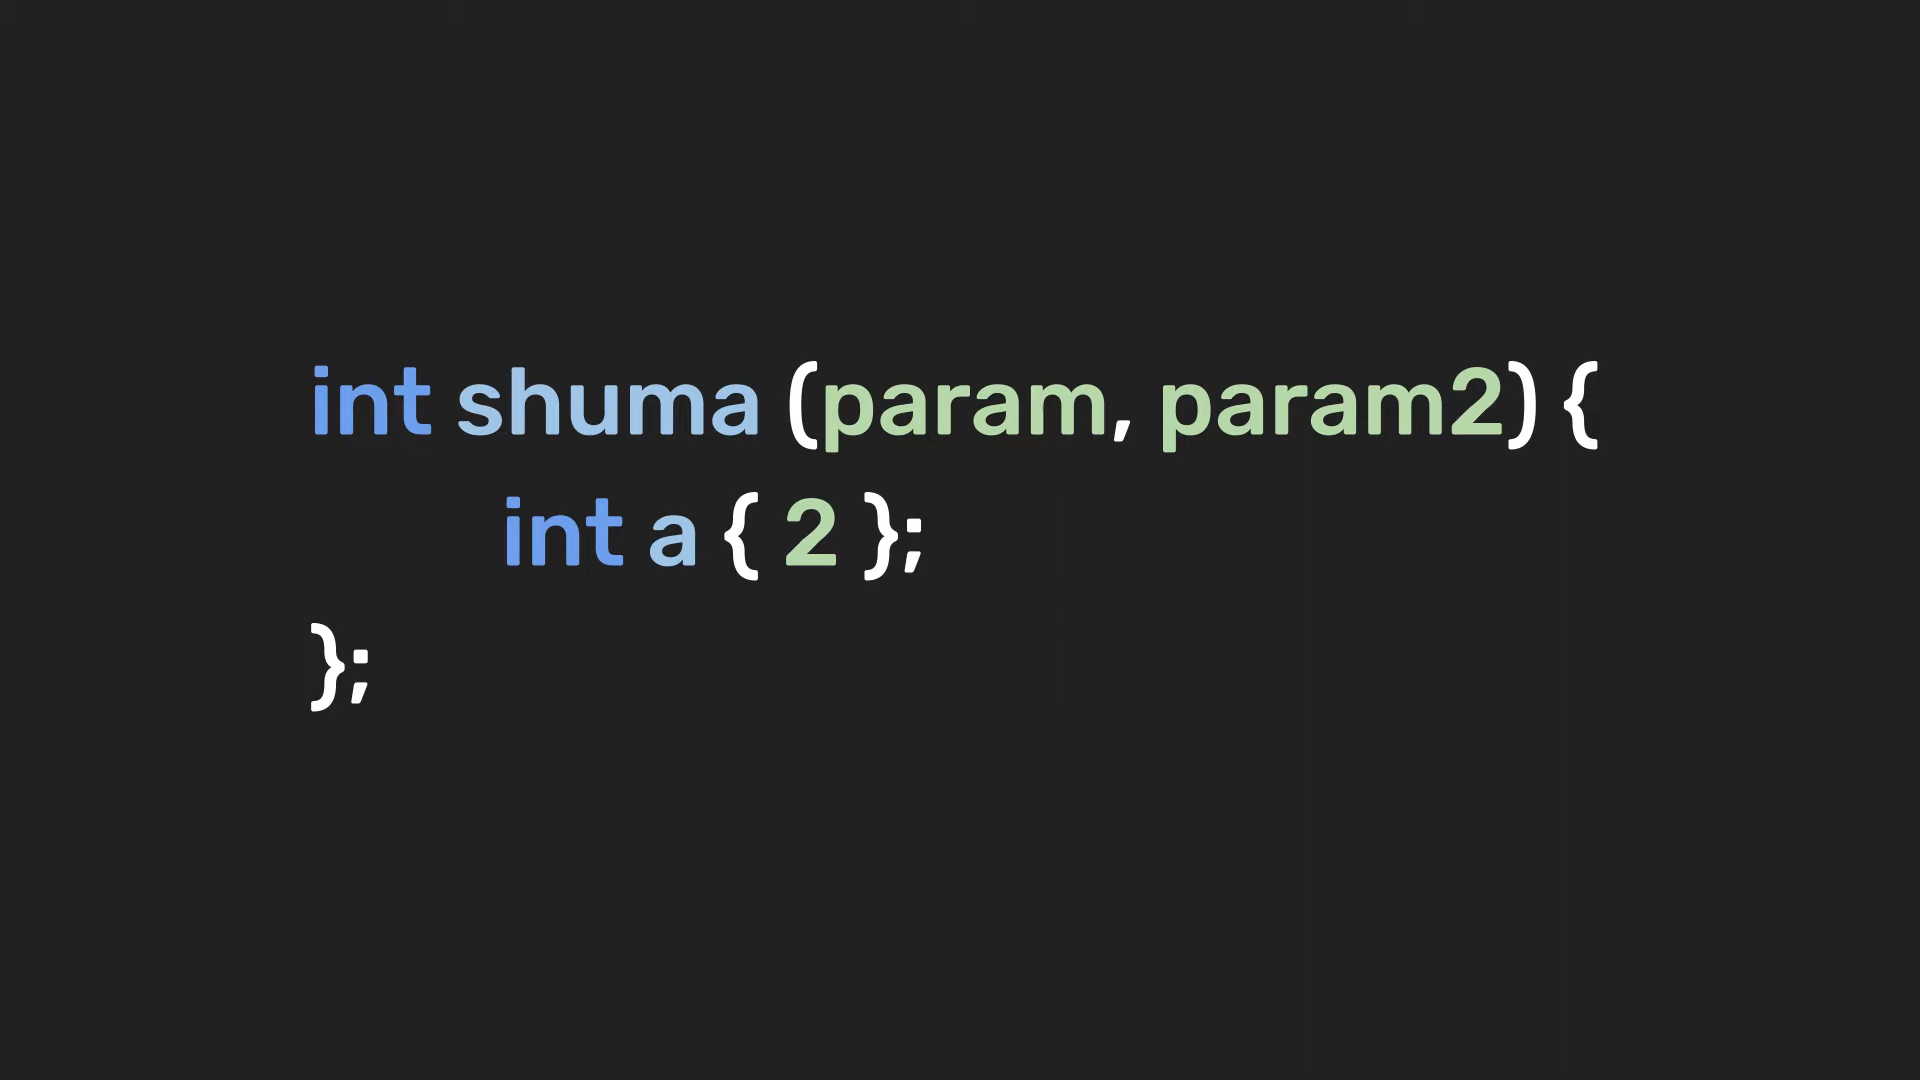 int shuma (param, param2) {
int a { 2 };
};